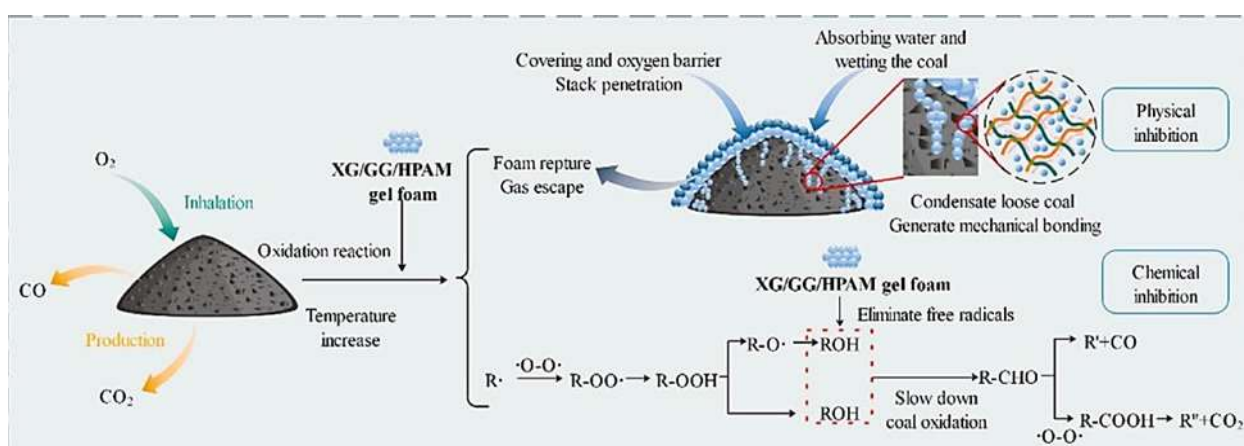 Absorbing water and
wetting the coal
Covering and oxygen barrier
Stack penetration
Physical
inhibition
O₂
XG/GG/HPAM
gel foam
Foam repture
Gas escape
Inhalation
Condensate loose coal
Generate mechanical bonding
Oxidation reaction
CO
Temperature
increase
Production
CO₂
XG/GG/HPAM gel foam
Chemical
inhibition
Eliminate free radicals
R· ·O-O· R-OO· R-OOH
R-O· ROH
ROH
Slow down
coal oxidation
R-CHO
R'+CO
R-COOH R''+CO₂
·O-O·